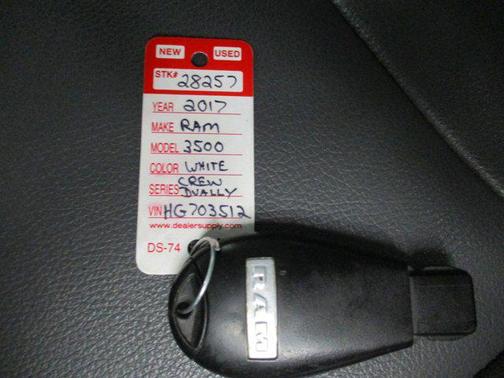 NEW USED
STK# 28257
YEAR 2017
MAKE RAM
MODEL 3500
COLOR WHITE
SERIES CREW
DUALLY
VIN HG703512
www.dealersupply.com
DS-74
RAM